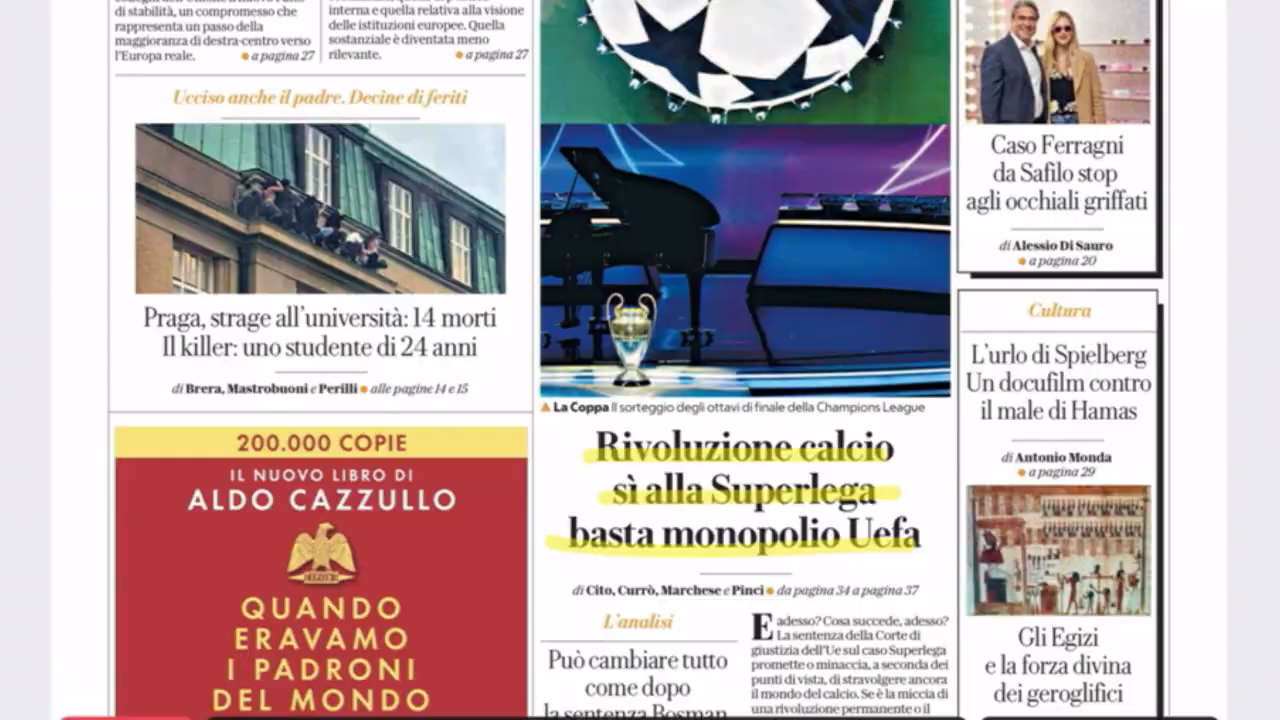 di stabilità, un compromesso che
rappresenta un passo della
maggioranza di destra-centro verso
l'Europa reale.
a pagina 27
interna e quella relativa alla visione
delle istituzioni europee. Quella
sostanziale è diventata meno
rilevante.
a pagina 27
Ucciso anche il padre. Decine di feriti
Praga, strage all'università: 14 morti
Il killer: uno studente di 24 anni
di Brera, Mastrobuoni e Perilli alle pagine 14 e 15
200.000 COPIE
IL NUOVO LIBRO DI
ALDO CAZZULLO
QUANDO
ERAVAMO
I PADRONI
DEL MONDO
La Coppa Il sorteggio degli ottavi di finale della Champions League
Rivoluzione calcio
sì alla Superlega
basta monopolio Uefa
di Cito, Currò, Marchese e Pinci da pagina 34 a pagina 37
L'analisi
Può cambiare tutto
come dopo
la sentenza Bosman
E adesso? Cosa succede, adesso?
La sentenza della Corte di
giustizia dell'Ue sul caso Superlega
promette o minaccia, a seconda dei
punti di vista, di stravolgere ancora
il mondo del calcio. Se è la miccia di
una rivoluzione permanente o il
Caso Ferragni
da Safilo stop
agli occhiali griffati
di Alessio Di Sauro
a pagina 20
Cultura
L'urlo di Spielberg
Un docufilm contro
il male di Hamas
di Antonio Monda
a pagina 29
Gli Egizi
e la forza divina
dei geroglifici